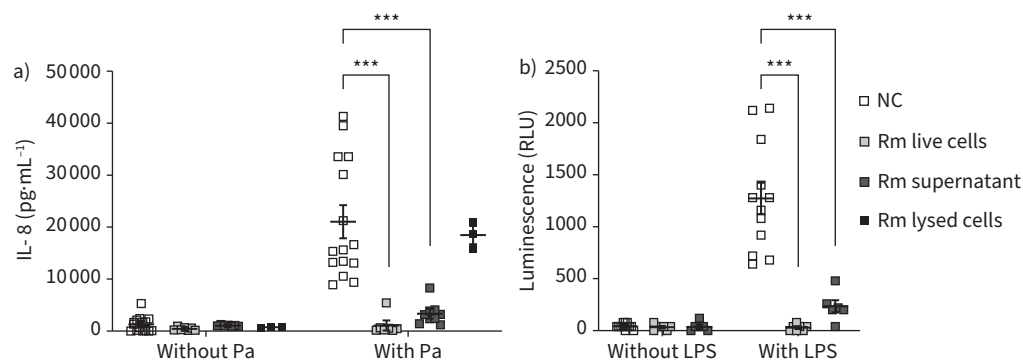 a)
IL- 8 (pg·mL⁻¹)
50 000
40 000
30 000
20 000
10 000
0
***
***
Without Pa
With Pa
b)
Luminescence (RLU)
2500
2000
1500
1000
500
0
***
***
Without LPS
With LPS
NC
Rm live cells
Rm supernatant
Rm lysed cells